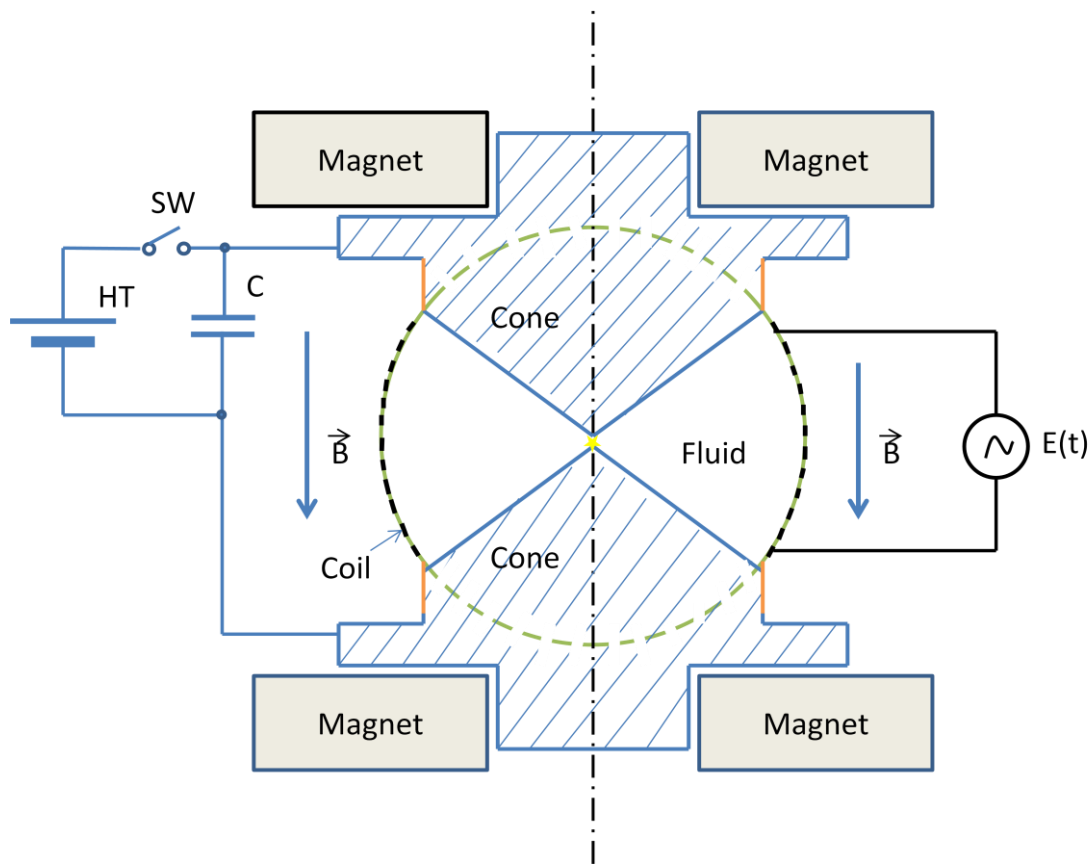 Magnet
Magnet
SW
HT
C
Cone
B
Fluid
B
E(t)
Coil
Cone
Magnet
Magnet